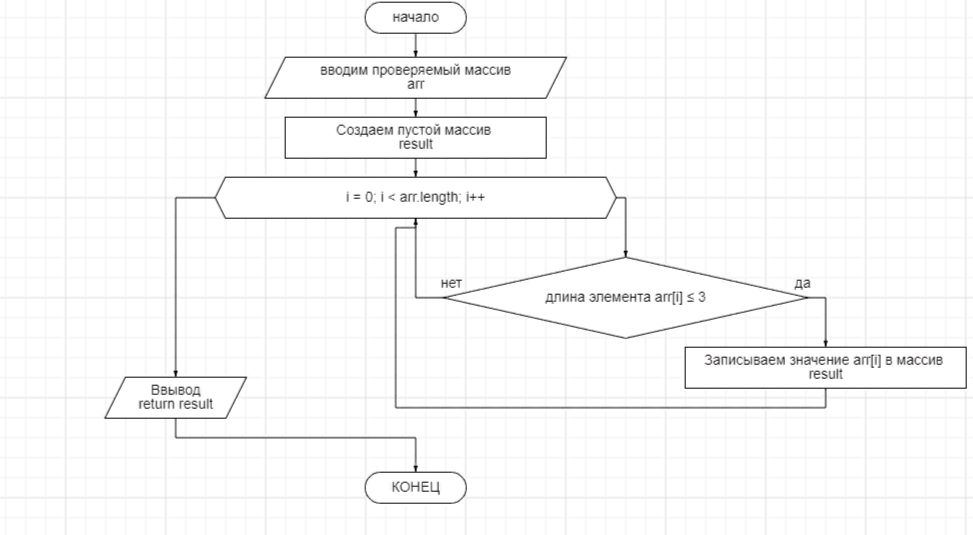 начало
вводим проверяемый массив
arr
Создаем пустой массив
result
i = 0; i < arr.length; i++
нет
да
длина элемента arr[i] ≤ 3
Записываем значение arr[i] в массив
result
Ввывод
return result
КОНЕЦ